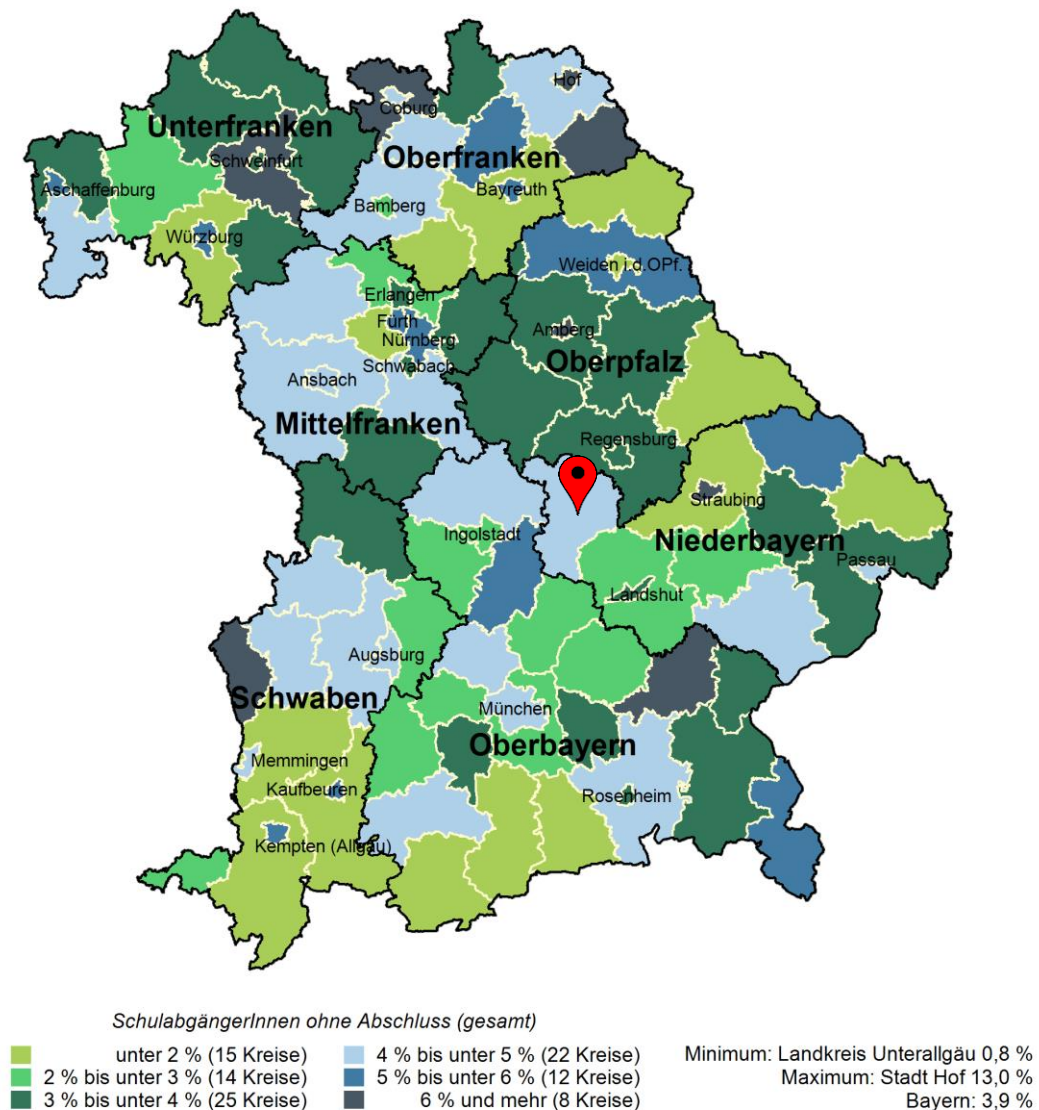 Hof
Coburg
Unterfranken
Oberfranken
Schweinfurt
Aschaffenburg
Bayreuth
Bamberg
Würzburg
Weiden i.d.OPf.
Erlangen
Fürth
Amberg
Nürnberg
Oberpfalz
Schwabach
Ansbach
Mittelfranken
Regensburg
Straubing
Ingolstadt
Niederbayern
Passau
Landshut
Augsburg
Schwaben
München
Oberbayern
Memmingen
Kaufbeuren
Rosenheim
Kempten (Allgäu)
SchulabgängerInnen ohne Abschluss (gesamt)
unter 2 % (15 Kreise)
2 % bis unter 3 % (14 Kreise)
3 % bis unter 4 % (25 Kreise)
4 % bis unter 5 % (22 Kreise)
5 % bis unter 6 % (12 Kreise)
6 % und mehr (8 Kreise)
Minimum: Landkreis Unterallgäu 0,8 %
Maximum: Stadt Hof 13,0 %
Bayern: 3,9 %